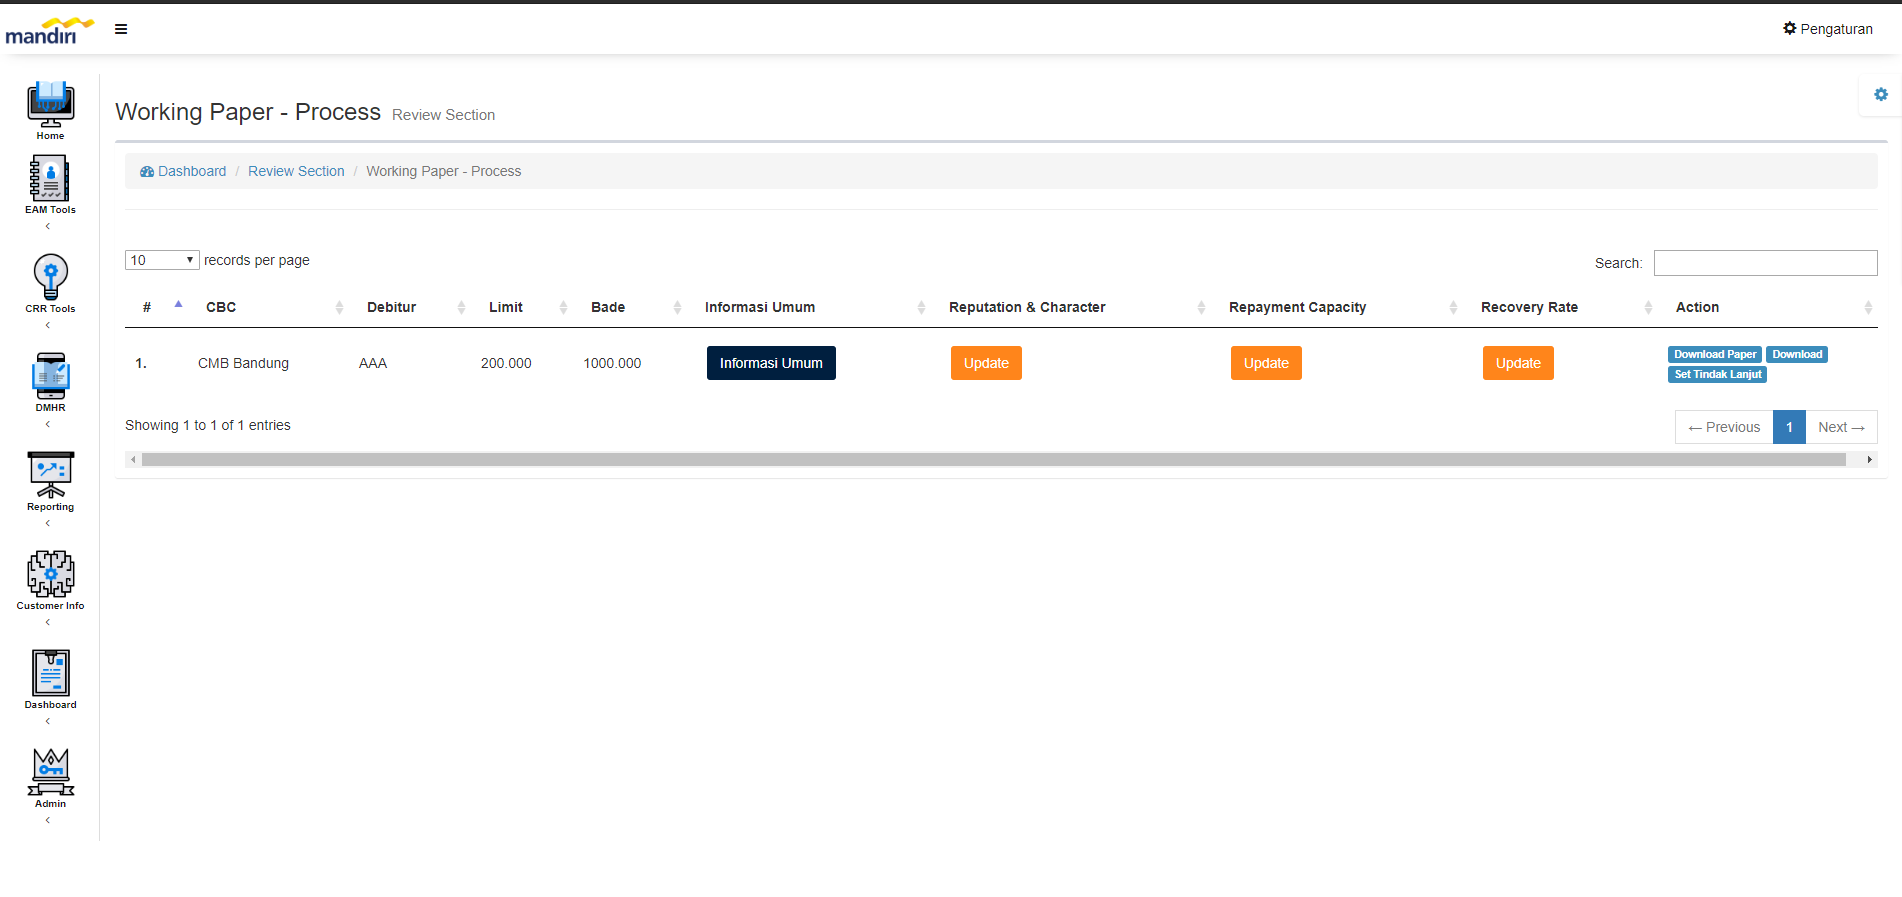 mandiri
Pengaturan
Home
EAM Tools
CRR Tools
DMHR
Reporting
Customer Info
Dashboard
Admin
Working Paper - Process Review Section
Dashboard / Review Section / Working Paper - Process
10 records per page
Search:
# CBC Debitur Limit Bade Informasi Umum Reputation & Character Repayment Capacity Recovery Rate Action
1. CMB Bandung AAA 200.000 1000.000 Informasi Umum Update Update Update Download Paper Download
Set Tindak Lanjut
Showing 1 to 1 of 1 entries
← Previous 1 Next →